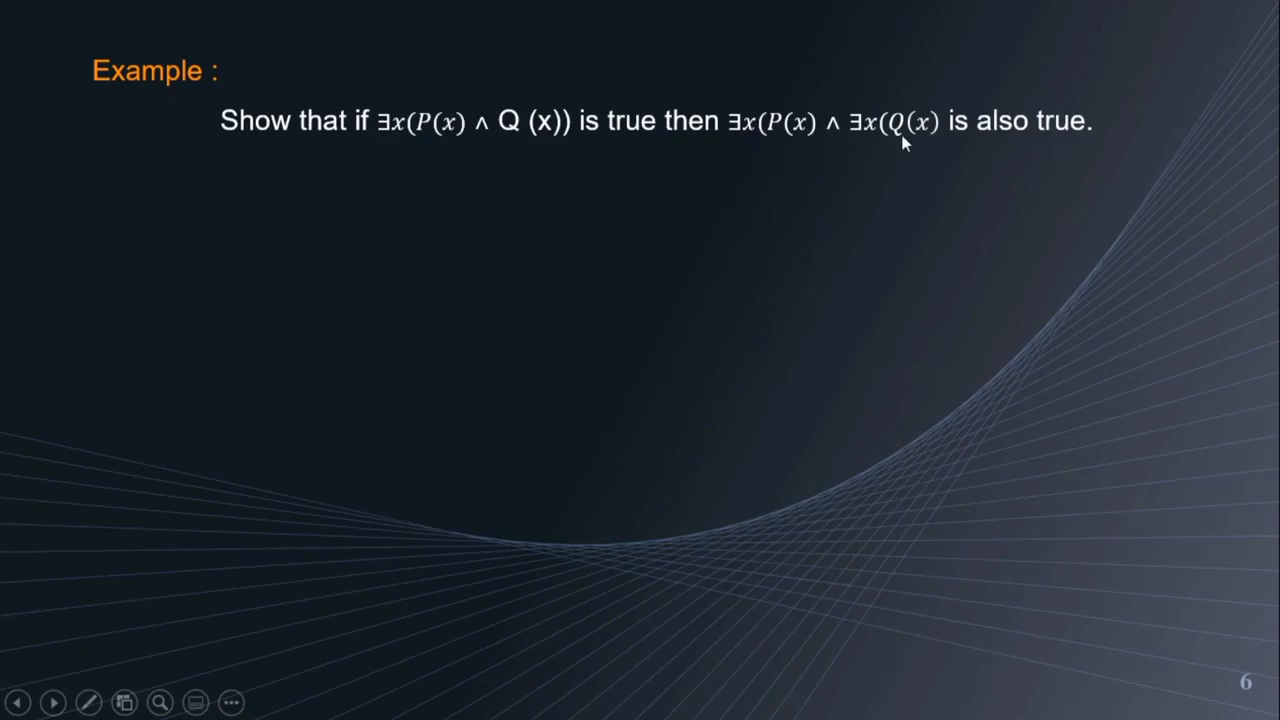 Example :
Show that if ∃x(P(x) ∧ Q (x)) is true then ∃x(P(x) ∧ ∃x(Q(x) is also true.
6